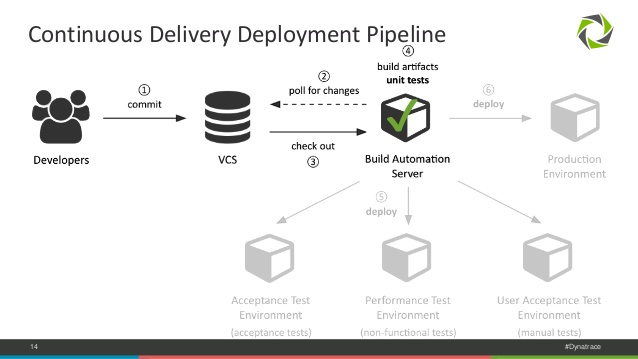 Continuous Delivery Deployment Pipeline
④
build artifacts
unit tests
①
commit
②
poll for changes
⑥
deploy
check out
③
Developers
VCS
Build Automation
Server
Production
Environment
⑤
deploy
Acceptance Test
Environment
(acceptance tests)
Performance Test
Environment
(non-functional tests)
User Acceptance Test
Environment
(manual tests)
14
#Dynatrace